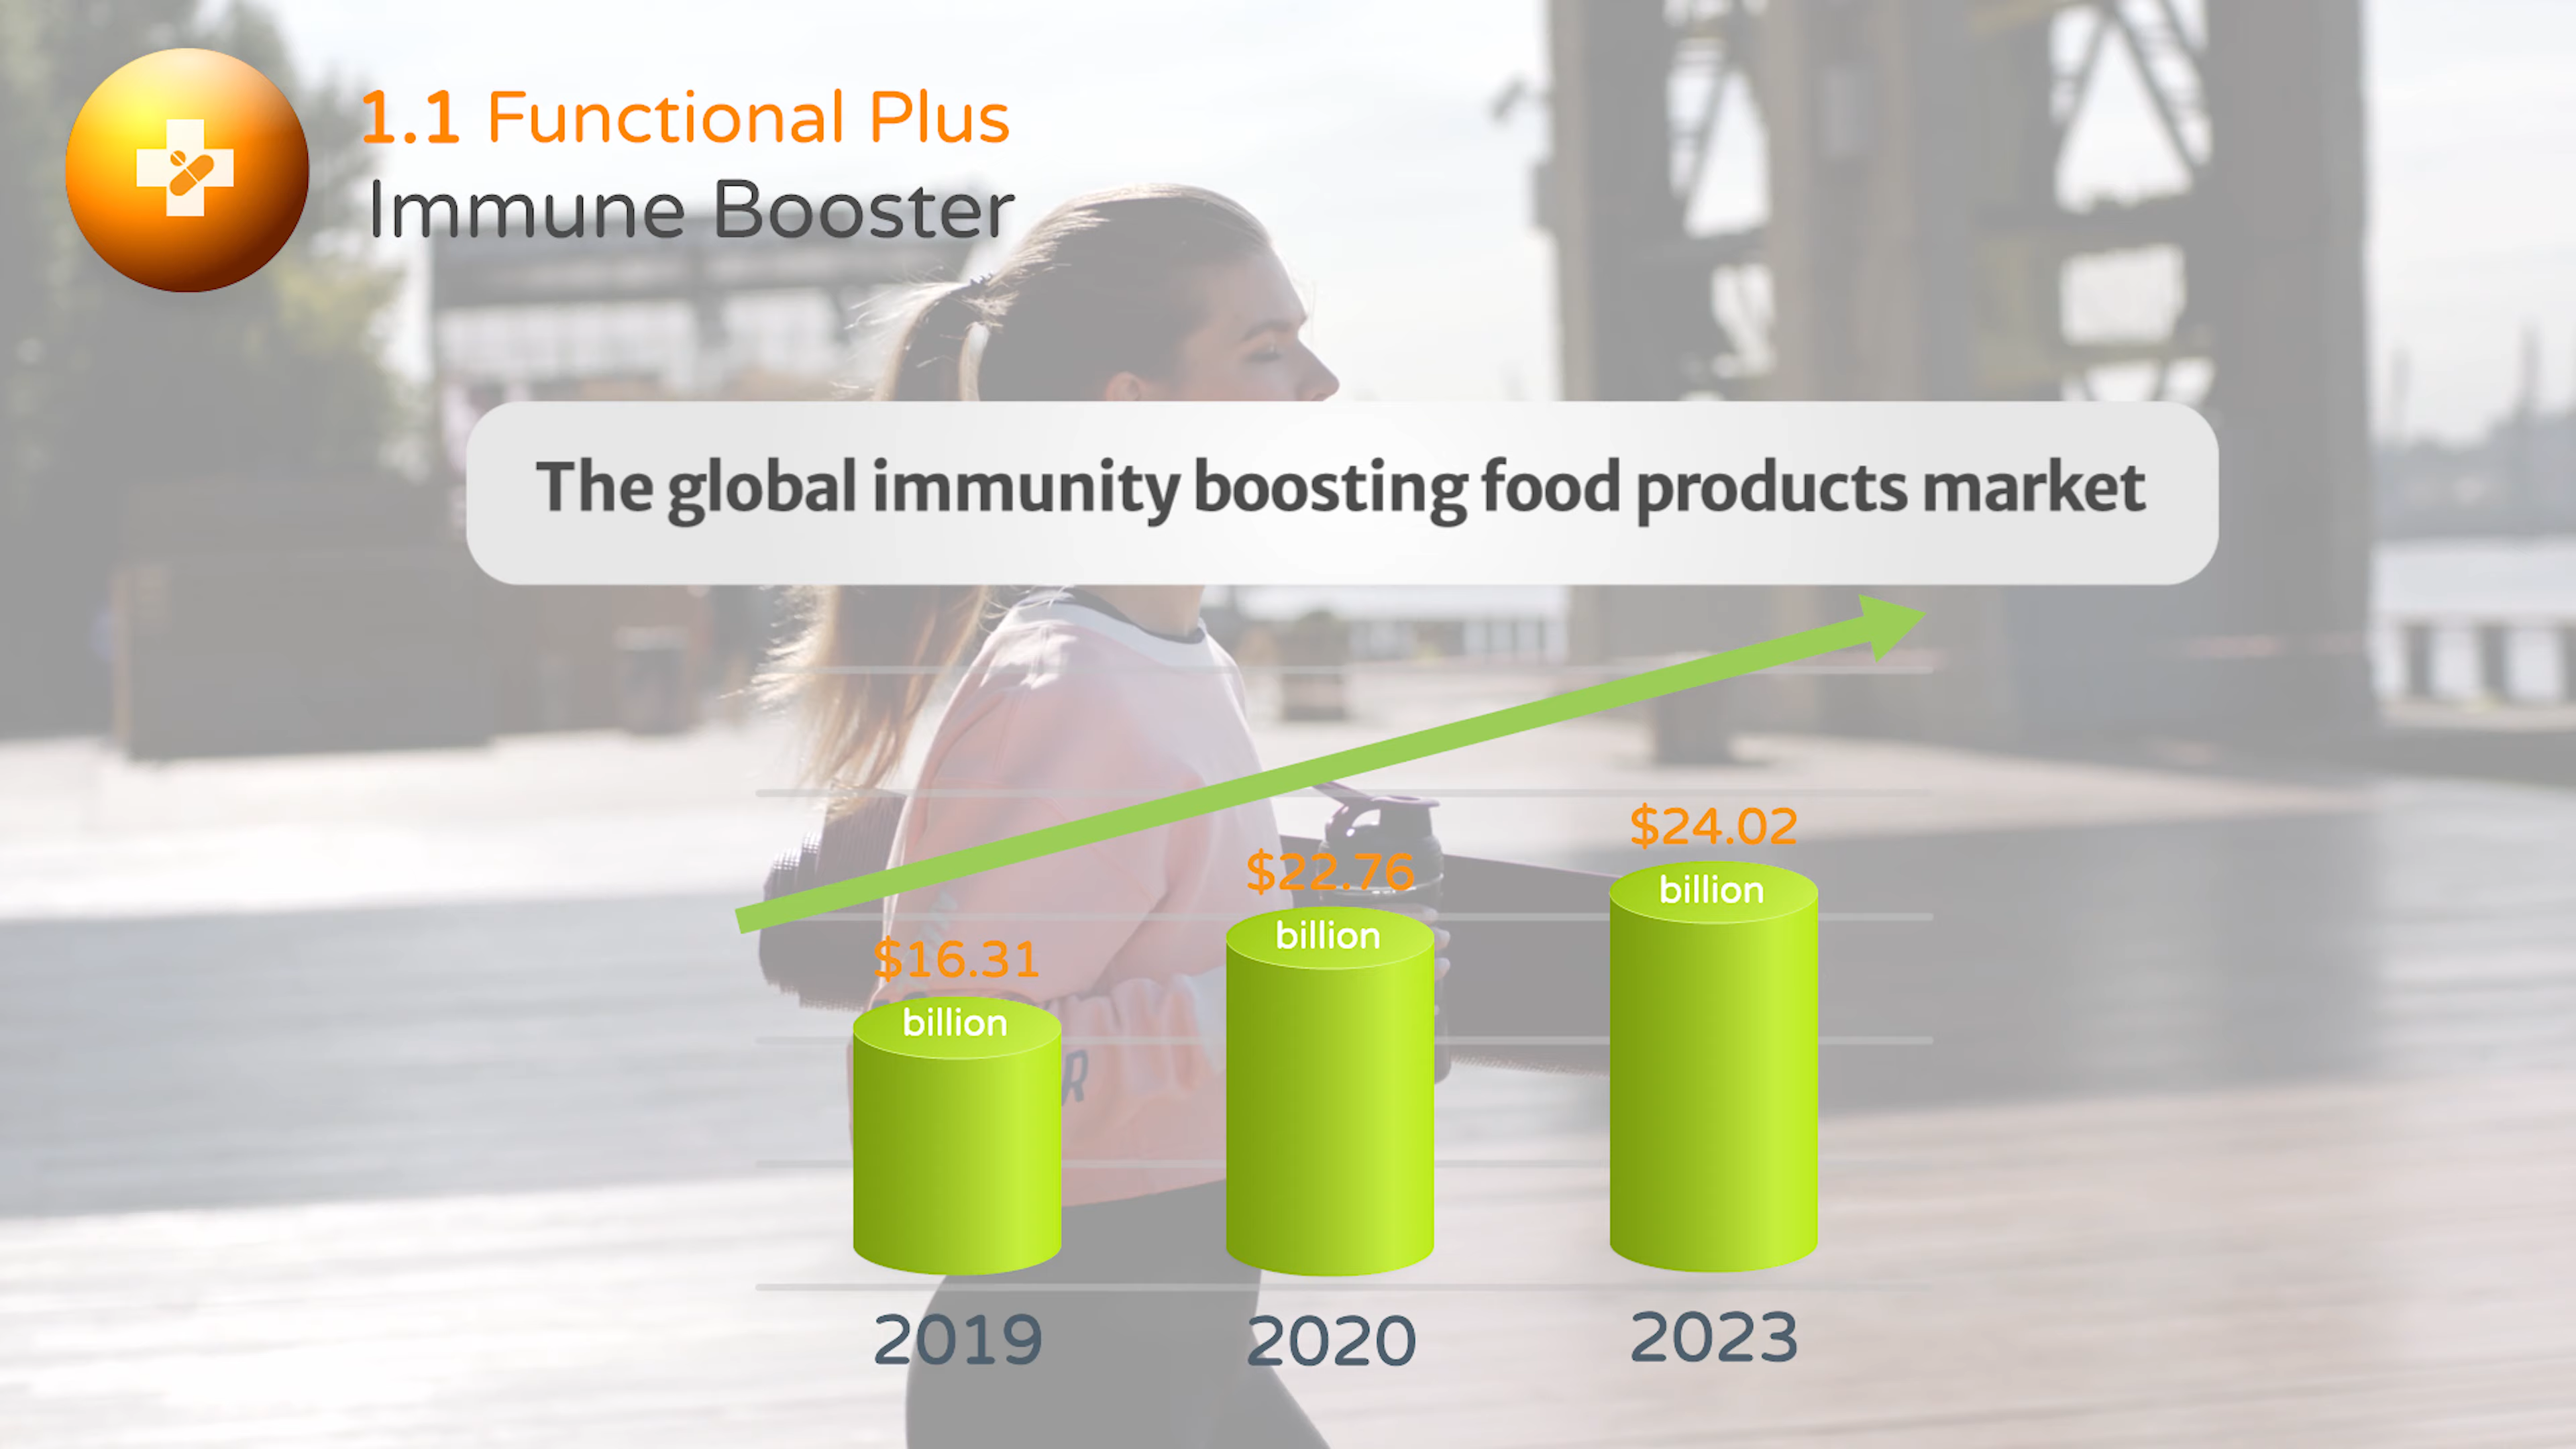 1.1 Functional Plus
Immune Booster
The global immunity boosting food products market
$24.02
billion
$22.76
billion
$16.31
billion
R
2019
2020
2023